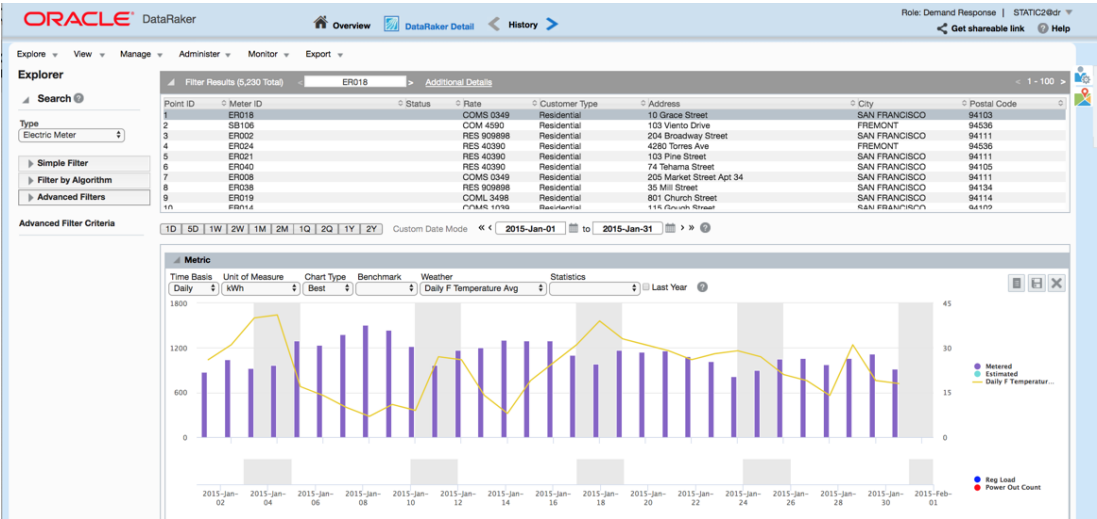 ORACLE DataRaker
Overview DataRaker Detail History
Role: Demand Response | STATIC2@dr
Get shareable link Help
Explore View Manage Administer Monitor Export
Explorer
Search
Type
Electric Meter
Simple Filter
Filter by Algorithm
Advanced Filters
Advanced Filter Criteria
Filter Results (5,230 Total) < ER018 > Additional Details < 1 - 100 >
Point ID Meter ID Status Rate Customer Type Address City Postal Code
1 ER018 COMS 0349 Residential 10 Grace Street SAN FRANCISCO 94103
2 SB106 COM 4590 Residential 103 Viento Drive FREMONT 94536
3 ER002 RES 909898 Residential 204 Broadway Street SAN FRANCISCO 94111
4 ER024 RES 40390 Residential 4280 Torres Ave FREMONT 94536
5 ER021 RES 40390 Residential 103 Pine Street SAN FRANCISCO 94111
6 ER040 RES 40390 Residential 74 Tehama Street SAN FRANCISCO 94105
7 ER008 COMS 0349 Residential 205 Market Street Apt 34 SAN FRANCISCO 94111
8 ER038 RES 909898 Residential 35 Mill Street SAN FRANCISCO 94134
9 ER019 COML 3498 Residential 801 Church Street SAN FRANCISCO 94114
10 ER014 COMS 1039 Residential 115 Gough Street SAN FRANCISCO 94102
1D 5D 1W 2W 1M 2M 1Q 2Q 1Y 2Y Custom Date Mode « < 2015-Jan-01 to 2015-Jan-31 > »
Metric
Time Basis Unit of Measure Chart Type Benchmark Weather Statistics
Daily kWh Best Daily F Temperature Avg Last Year
1800 45
1200 30
600 15
0 0
Metered
Estimated
Daily F Temperatur...
Reg Load
Power Out Count
2015-Jan-02 2015-Jan-04 2015-Jan-06 2015-Jan-08 2015-Jan-10 2015-Jan-12 2015-Jan-14 2015-Jan-16 2015-Jan-18 2015-Jan-20 2015-Jan-22 2015-Jan-24 2015-Jan-26 2015-Jan-28 2015-Jan-30 2015-Feb-01